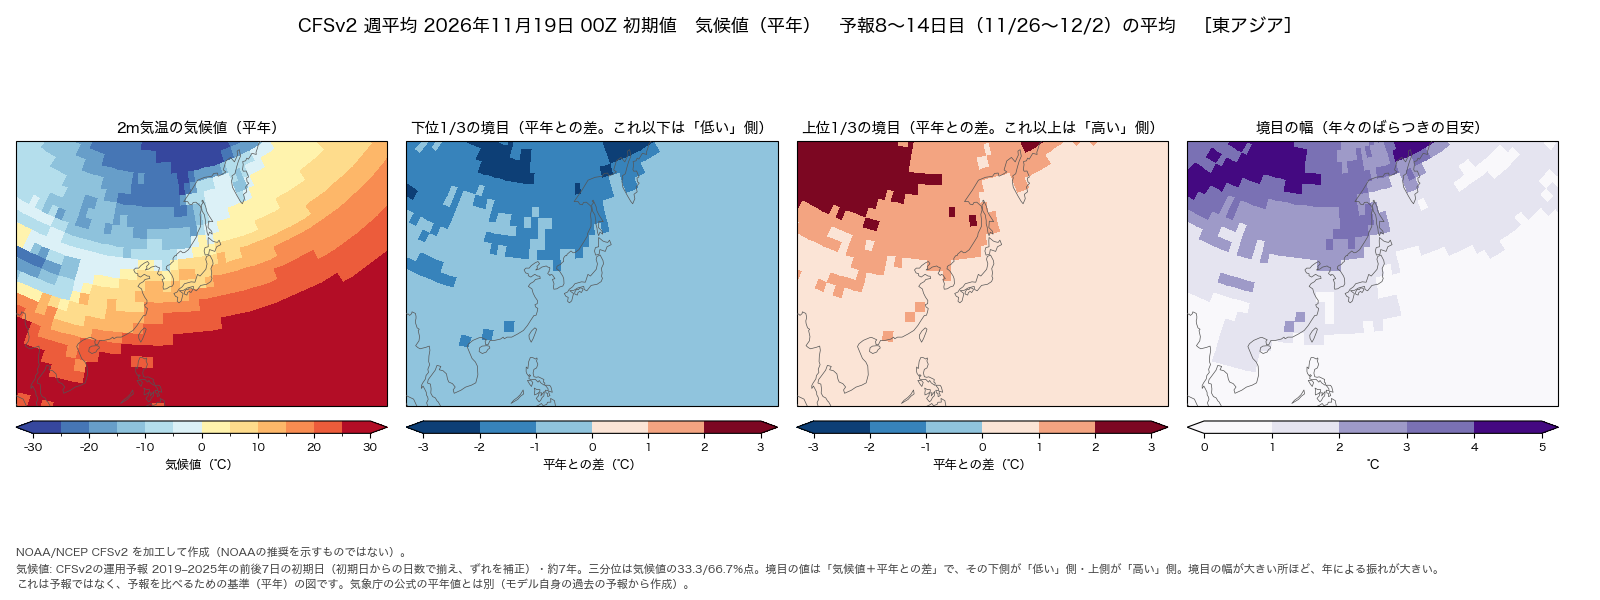 CFSv2 週平均 2026年11月19日 00Z 初期値　気候値（平年）　予報8～14日目（11/26～12/2）の平均　［東アジア］
2m気温の気候値（平年）
下位1/3の境目（平年との差。これ以下は「低い」側）
上位1/3の境目（平年との差。これ以上は「高い」側）
境目の幅（年々のばらつきの目安）
-30 -20 -10 0 10 20 30
気候値（℃）
-3 -2 -1 0 1 2 3
平年との差（℃）
-3 -2 -1 0 1 2 3
平年との差（℃）
0 1 2 3 4 5
℃
NOAA/NCEP CFSv2 を加工して作成（NOAAの推奨を示すものではない）。
気候値: CFSv2の運用予報 2019–2025年の前後7日の初期日（初期日からの日数で揃え、ずれを補正）・約7年。三分位は気候値の33.3/66.7%点。境目の値は「気候値＋平年との差」で、その下側が「低い」側・上側が「高い」側。境目の幅が大きい所ほど、年による振れが大きい。
これは予報ではなく、予報を比べるための基準（平年）の図です。気象庁の公式の平年値とは別（モデル自身の過去の予報から作成）。